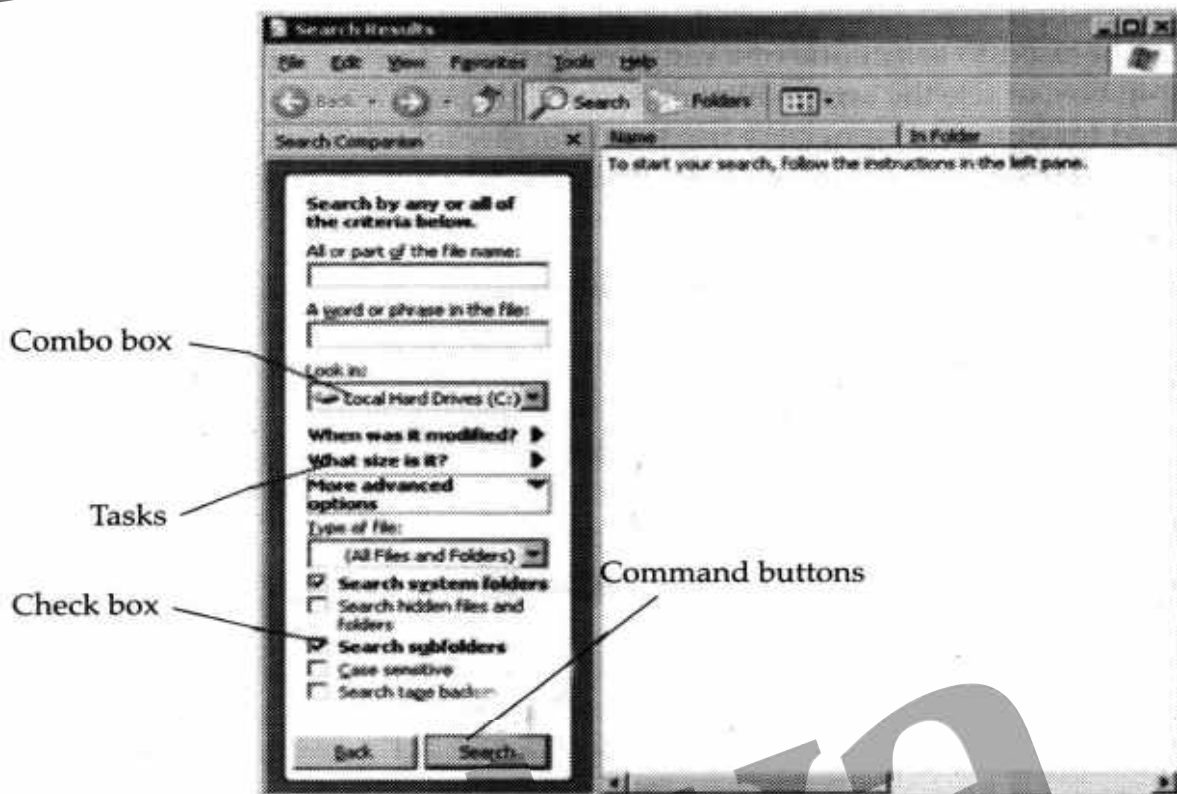 Search Results
File Edit View Favorites Tools Help
Back Search Folders
Search Companion
Name In Folder
To start your search, follow the instructions in the left pane.
Search by any or all of
the criteria below.
All or part of the file name:
A word or phrase in the file:
Combo box
Look in:
Local Hard Drives (C:)
When was it modified?
What size is it?
Tasks
More advanced
options
Type of file:
(All Files and Folders)
Command buttons
Search system folders
Check box
Search hidden files and
folders
Search subfolders
Case sensitive
Search tape
Back Search